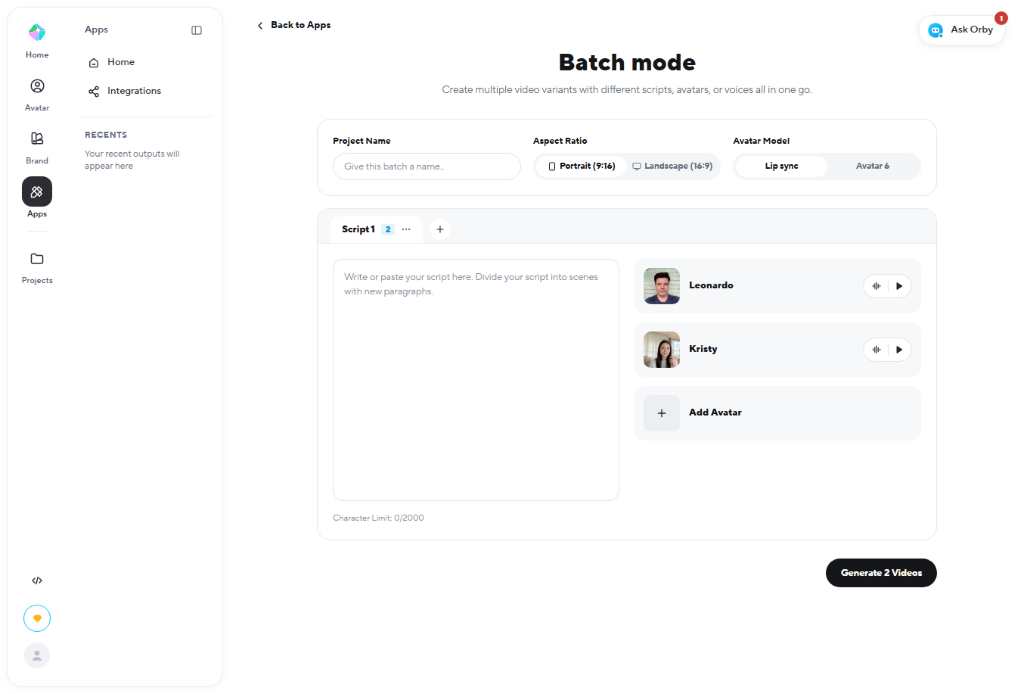 Home
Avatar
Brand
Apps
Projects
Apps
Home
Integrations
RECENTS
Your recent outputs will
appear here
Back to Apps
Ask Orby
1
Batch mode
Create multiple video variants with different scripts, avatars, or voices all in one go.
Project Name
Give this batch a name..
Aspect Ratio
Portrait (9:16)
Landscape (16:9)
Avatar Model
Lip sync
Avatar 6
Script 1
2
Write or paste your script here. Divide your script into scenes
with new paragraphs.
Character Limit: 0/2000
Leonardo
Kristy
Add Avatar
Generate 2 Videos